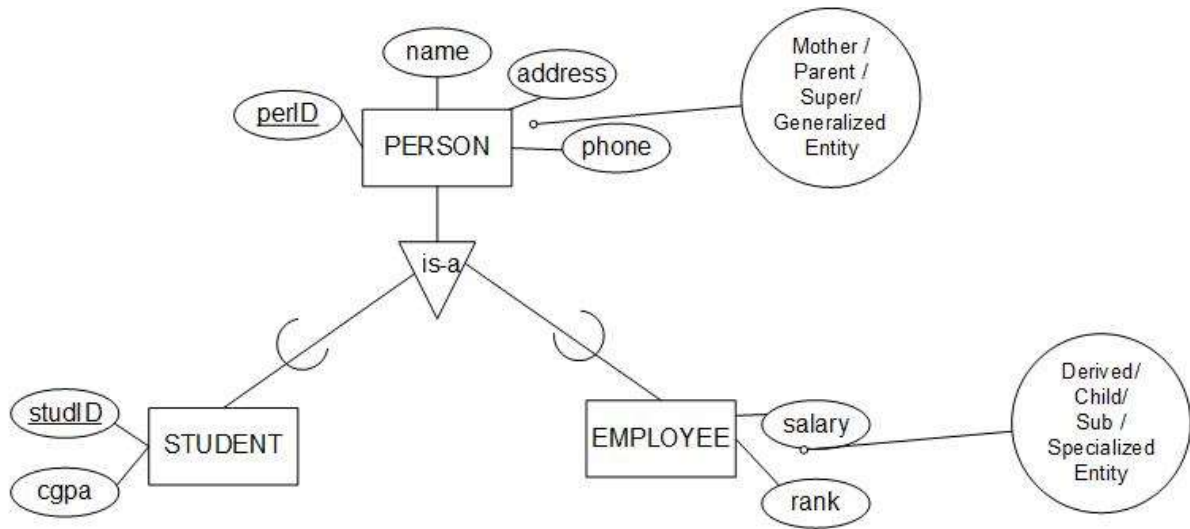 name
address
perID
PERSON
phone
Mother /
Parent /
Super/
Generalized
Entity
is-a
studID
STUDENT
cgpa
EMPLOYEE
salary
rank
Derived/
Child/
Sub /
Specialized
Entity